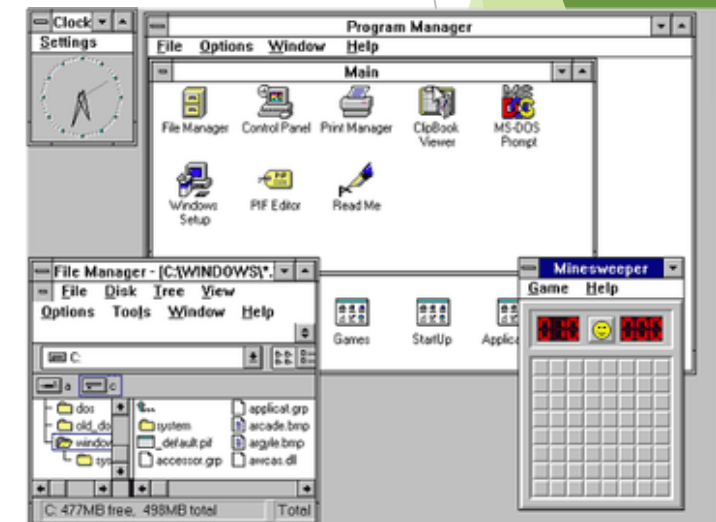 Clock
Settings
Program Manager
File Options Window Help
Main
File Manager
Control Panel
Print Manager
ClipBook
Viewer
MS-DOS
Prompt
Windows
Setup
PIF Editor
Read Me
Games
StartUp
Applica
File Manager - [C:\WINDOWS\*.
File Disk Tree View
Options Tools Window Help
C:
a
c
dos
old_do
window
sys
system
_default.pif
accessor.grp
applicat.grp
arcade.bmp
argyle.bmp
C: 477MB free, 498MB total
Total
Minesweeper
Game Help